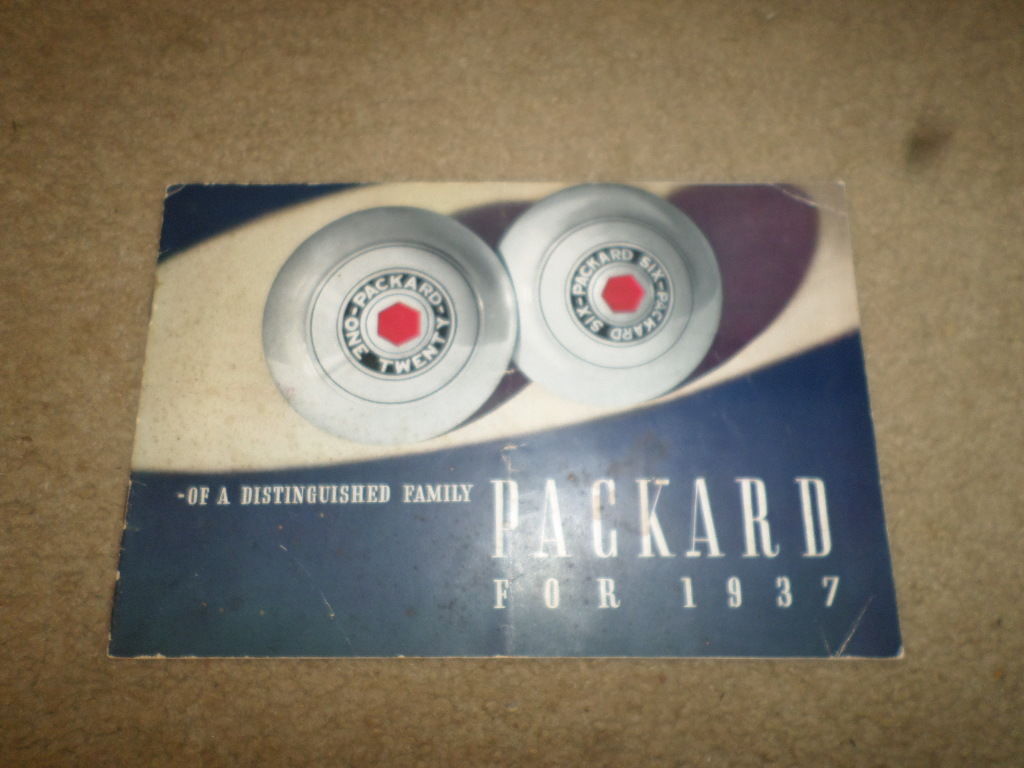 -PACKARD-
ONE TWENTY
-PACKARD SIX-
PACKARD SIX
-OF A DISTINGUISHED FAMILY
PACKARD
FOR 1937